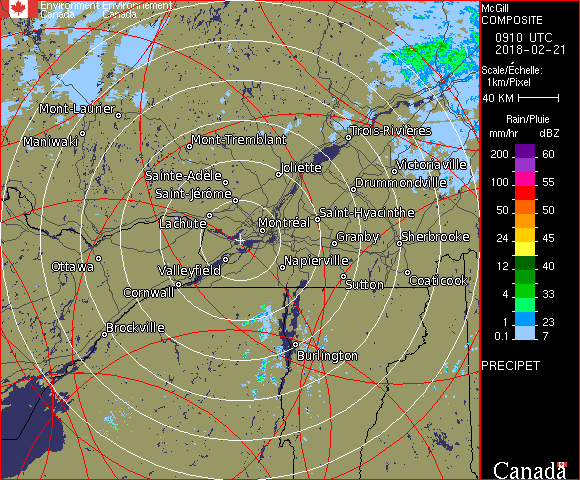 Environment Environnement
Canada Canada
McGill
COMPOSITE
0910 UTC
2018-02-21
Scale/Échelle:
1km/Pixel
40 KM
Rain/Pluie
mm/hr dBZ
200 60
100 55
50 50
24 45
12 40
4 33
1 23
0.1 7
PRECIPET
Canada
Mont-Laurier
Maniwaki
Mont-Tremblant
Trois-Rivières
Joliette
Victoriaville
Sainte-Adèle
Drummondville
Saint-Jérôme
Saint-Hyacinthe
Lachute
Montréal
Granby
Sherbrooke
Ottawa
Valleyfield
Napierville
Coaticook
Cornwall
Sutton
Brockville
Burlington